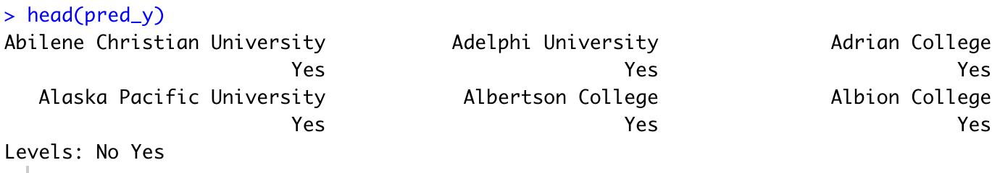 > head(pred_y)
Abilene Christian University Adelphi University Adrian College
Yes Yes Yes
Alaska Pacific University Albertson College Albion College
Yes Yes Yes
Levels: No Yes